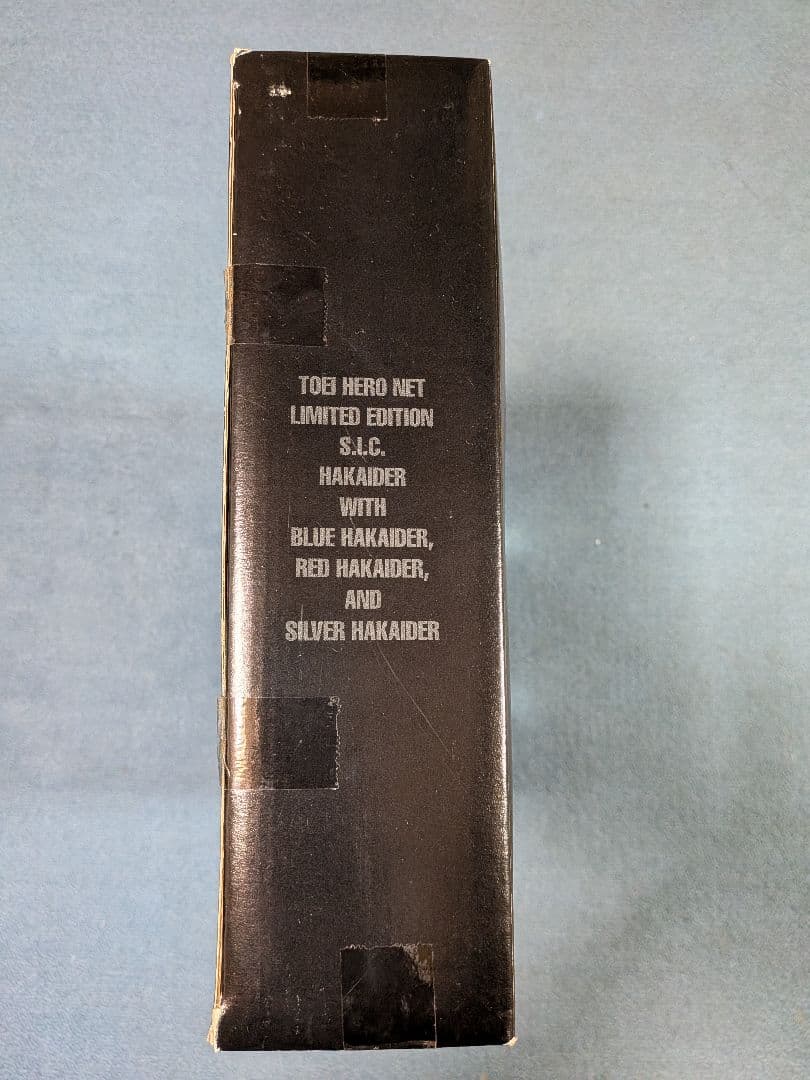 TOEI HERO NET
LIMITED EDITION
S.I.C.
HAKAIDER
WITH
BLUE HAKAIDER,
RED HAKAIDER,
AND
SILVER HAKAIDER